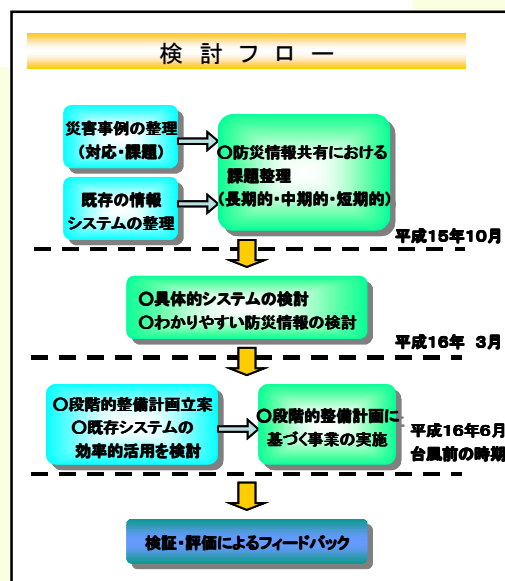 検討フロー
災害事例の整理
(対応・課題)
既存の情報
システムの整理
〇防災情報共有における
課題整理
(長期的・中期的・短期的)
平成15年10月
〇具体的システムの検討
〇わかりやすい防災情報の検討
平成16年 3月
〇段階的整備計画立案
〇既存システムの
効率的活用を検討
〇段階的整備計画に
基づく事業の実施
平成16年6月
台風前の時期
検証・評価によるフィードバック